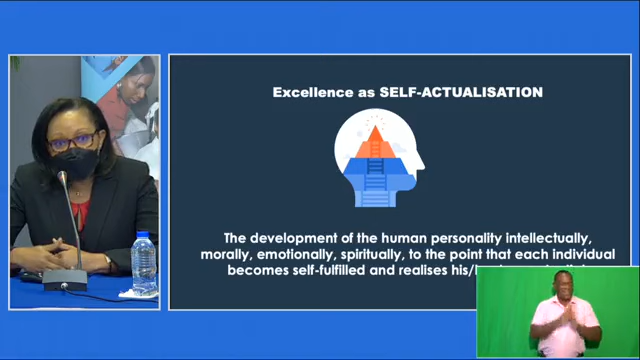 Excellence as SELF-ACTUALISATION
The development of the human personality intellectually,
morally, emotionally, spiritually, to the point that each individual
becomes self-fulfilled and realises his/